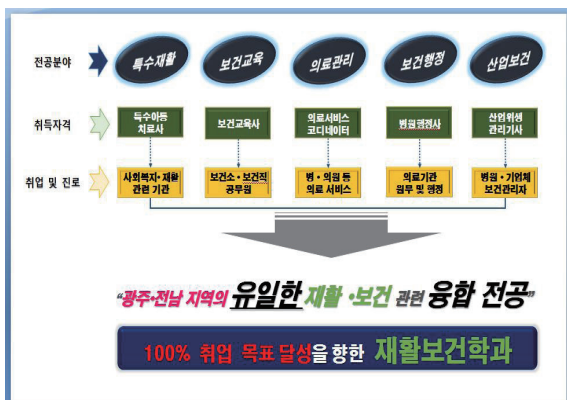 전공분야
특수재활 보건교육 의료관리 보건행정 산업보건
취득자격
특수아동 보건교육사 의료서비스 병원행정사 산업위생
치료사 코디네이터 관리기사
취업 및 진로
사회복지·재활 보건소·보건직 병·의원 등 의료기관 병원·기업체
관련 기관 공무원 의료 서비스 원무 및 행정 보건관리자
“광주·전남 지역의 유일한 재활·보건 관련 융합 전공”
100% 취업 목표 달성을 향한 재활보건학과